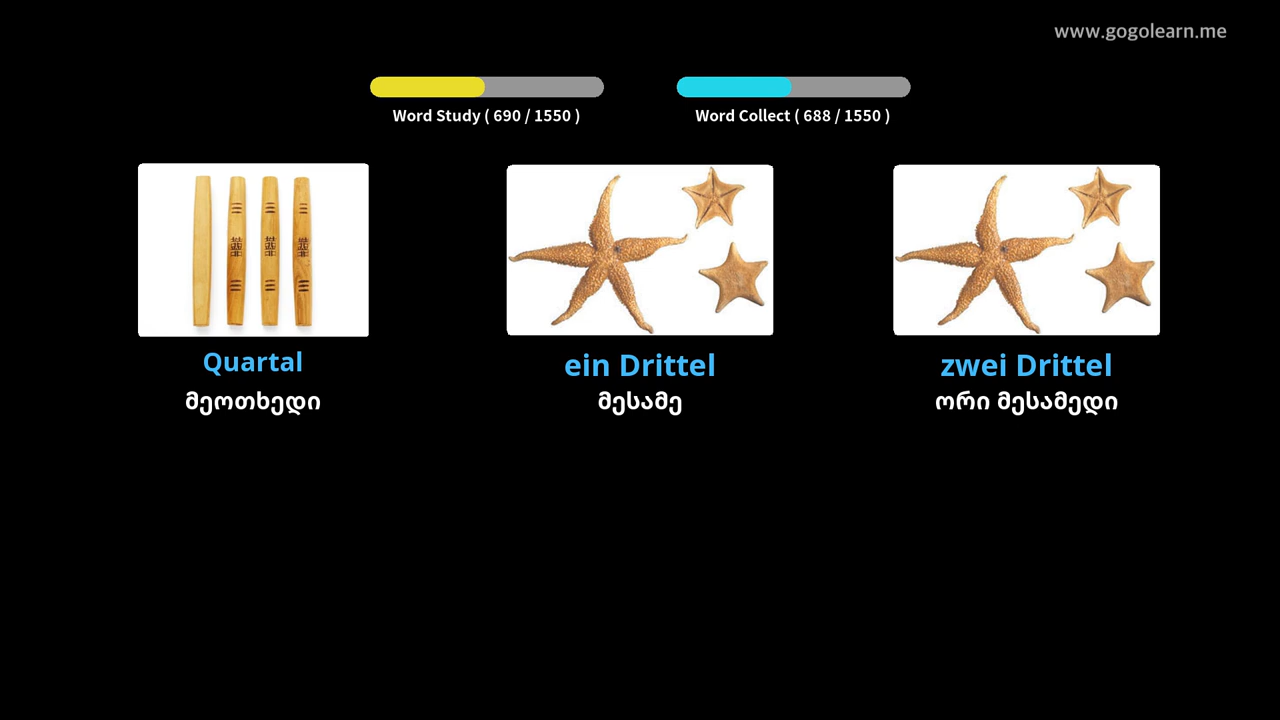 www.gogolearn.me
Word Study ( 690 / 1550 )
Word Collect ( 688 / 1550 )
Quartal
ein Drittel
zwei Drittel
მეოთხედი
მესამე
ორი მესამედი